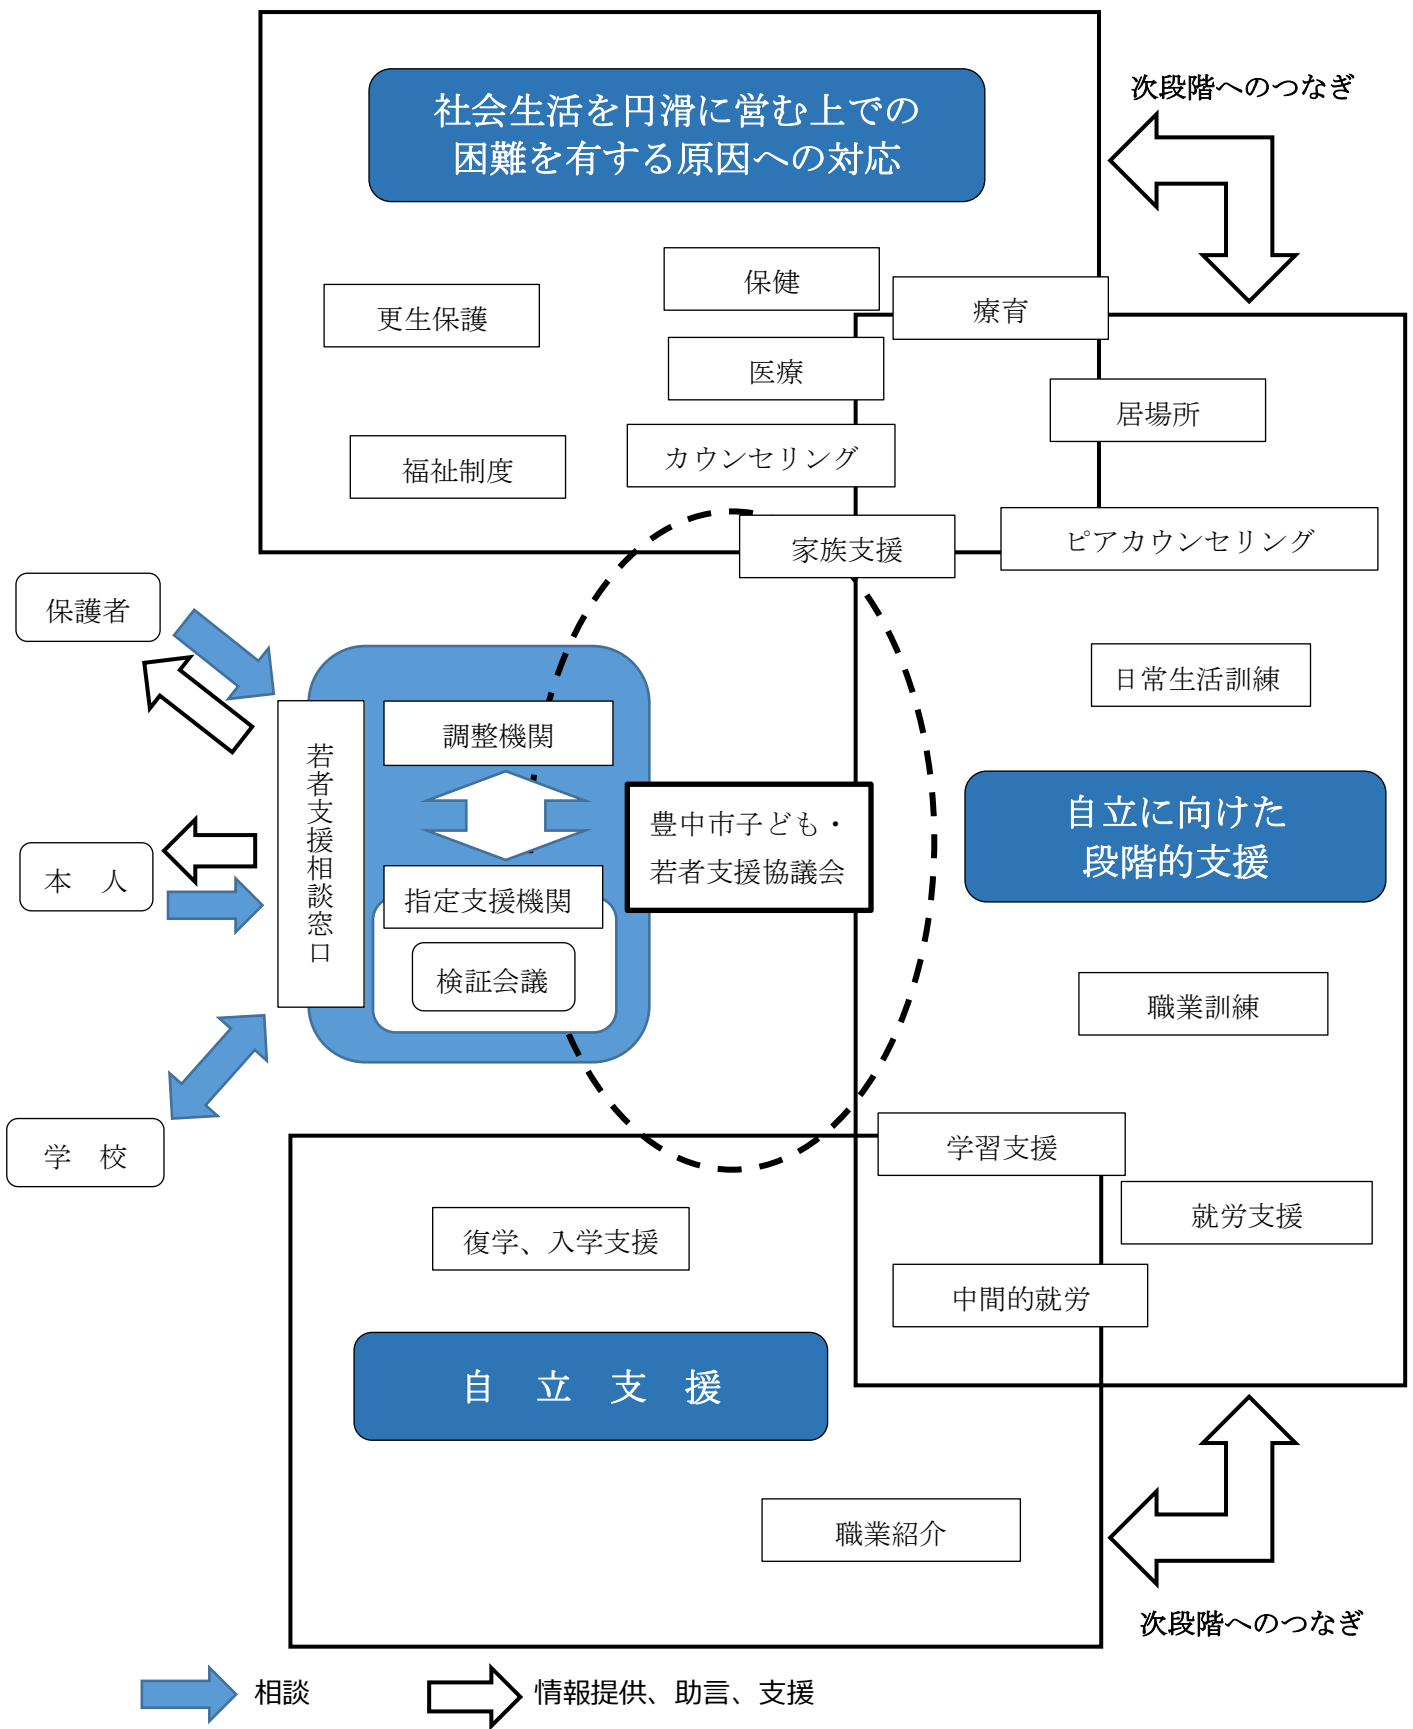 社会生活を円滑に営む上での
困難を有する原因への対応
次段階へのつなぎ
保健
療育
更生保護
医療
居場所
カウンセリング
福祉制度
家族支援
ピアカウンセリング
保護者
日常生活訓練
調整機関
若者支援相談窓口
豊中市子ども・
若者支援協議会
自立に向けた
段階的支援
本　人
指定支援機関
検証会議
職業訓練
学　校
学習支援
就労支援
復学、入学支援
中間的就労
自　立　支　援
職業紹介
次段階へのつなぎ
相談
情報提供、助言、支援